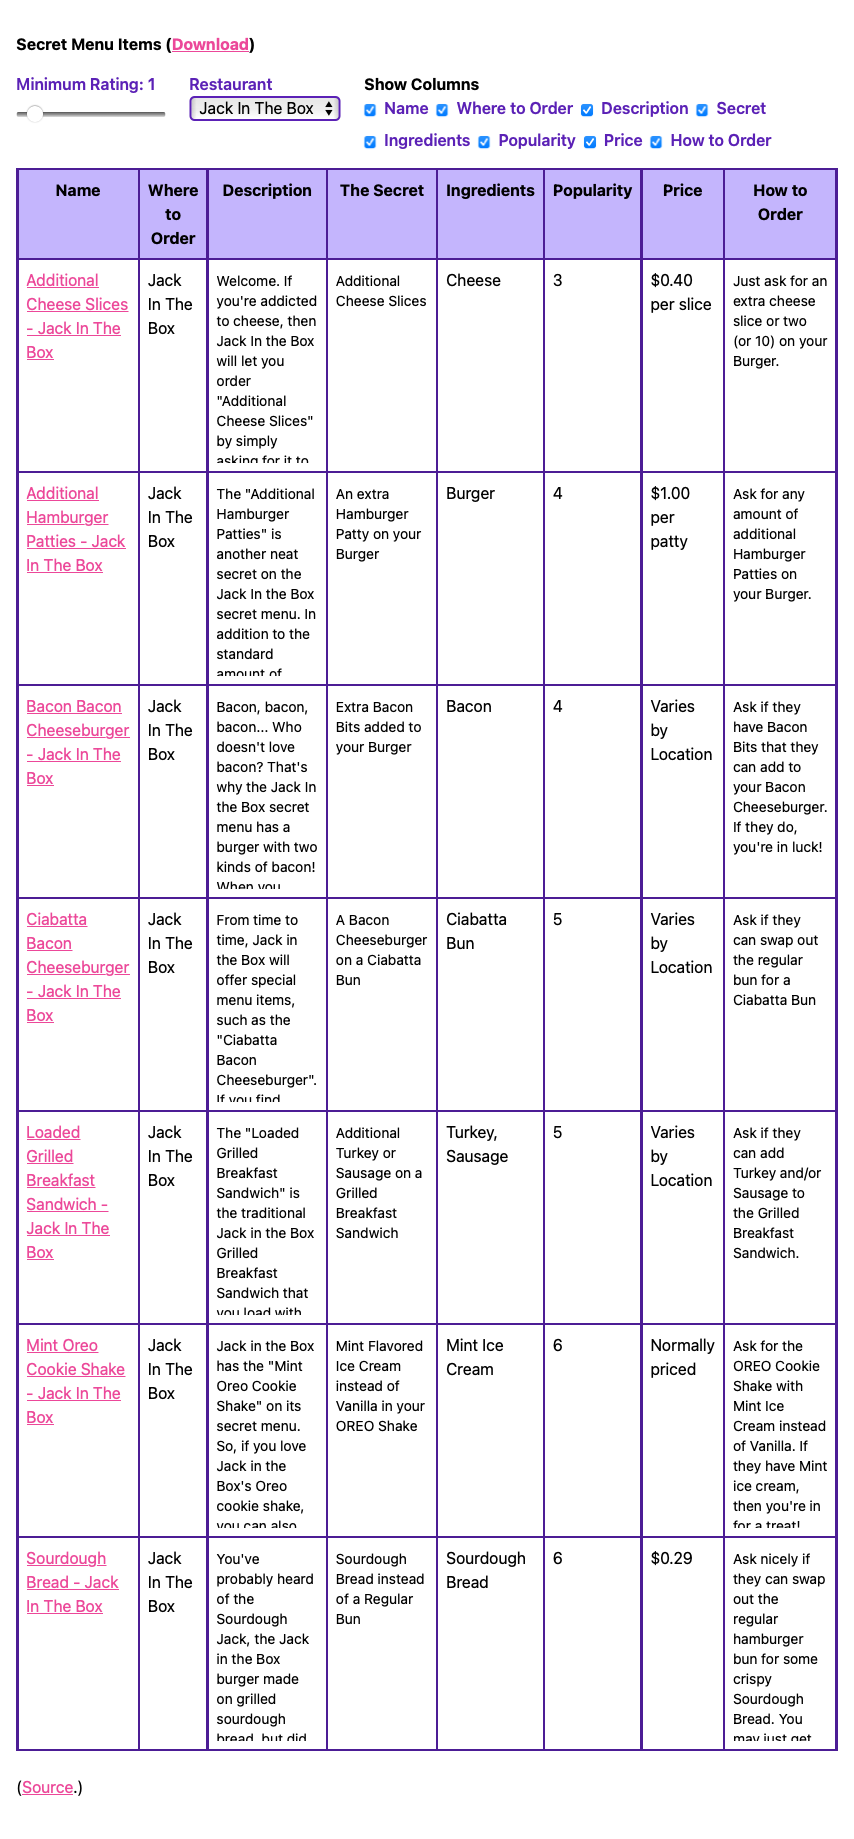 Secret Menu Items (Download)
Minimum Rating: 1
Restaurant
Jack In The Box
Show Columns
Name Where to Order Description Secret
Ingredients Popularity Price How to Order
Name
Where
to
Order
Description
The Secret
Ingredients
Popularity
Price
How to
Order
Additional
Cheese Slices
- Jack In The
Box
Jack
In The
Box
Welcome. If
you're addicted
to cheese, then
Jack In the Box
will let you
order
"Additional
Cheese Slices"
by simply
asking for it to
Additional
Cheese Slices
Cheese
3
$0.40
per slice
Just ask for an
extra cheese
slice or two
(or 10) on your
Burger.
Additional
Hamburger
Patties - Jack
In The Box
Jack
In The
Box
The "Additional
Hamburger
Patties" is
another neat
secret on the
Jack In the Box
secret menu. In
addition to the
standard
amount of
An extra
Hamburger
Patty on your
Burger
Burger
4
$1.00
per
patty
Ask for any
amount of
additional
Hamburger
Patties on
your Burger.
Bacon Bacon
Cheeseburger
- Jack In The
Box
Jack
In The
Box
Bacon, bacon,
bacon... Who
doesn't love
bacon? That's
why the Jack In
the Box secret
menu has a
burger with two
kinds of bacon!
When you
Extra Bacon
Bits added to
your Burger
Bacon
4
Varies
by
Location
Ask if they
have Bacon
Bits that they
can add to
your Bacon
Cheeseburger.
If they do,
you're in luck!
Ciabatta
Bacon
Cheeseburger
- Jack In The
Box
Jack
In The
Box
From time to
time, Jack in
the Box will
offer special
menu items,
such as the
"Ciabatta
Bacon
Cheeseburger".
If you find
A Bacon
Cheeseburger
on a Ciabatta
Bun
Ciabatta
Bun
5
Varies
by
Location
Ask if they
can swap out
the regular
bun for a
Ciabatta Bun
Loaded
Grilled
Breakfast
Sandwich -
Jack In The
Box
Jack
In The
Box
The "Loaded
Grilled
Breakfast
Sandwich" is
the traditional
Jack in the Box
Grilled
Breakfast
Sandwich that
you load with
Additional
Turkey or
Sausage on a
Grilled
Breakfast
Sandwich
Turkey,
Sausage
5
Varies
by
Location
Ask if they
can add
Turkey and/or
Sausage to
the Grilled
Breakfast
Sandwich.
Mint Oreo
Cookie Shake
- Jack In The
Box
Jack
In The
Box
Jack in the Box
has the "Mint
Oreo Cookie
Shake" on its
secret menu.
So, if you love
Jack in the
Box's Oreo
cookie shake,
you can also
Mint Flavored
Ice Cream
instead of
Vanilla in your
OREO Shake
Mint Ice
Cream
6
Normally
priced
Ask for the
OREO Cookie
Shake with
Mint Ice
Cream instead
of Vanilla. If
they have Mint
ice cream,
then you're in
for a treat!
Sourdough
Bread - Jack
In The Box
Jack
In The
Box
You've
probably heard
of the
Sourdough
Jack, the Jack
in the Box
burger made
on grilled
sourdough
bread, but did
Sourdough
Bread instead
of a Regular
Bun
Sourdough
Bread
6
$0.29
Ask nicely if
they can swap
out the
regular
hamburger
bun for some
crispy
Sourdough
Bread. You
may just get
(Source.)